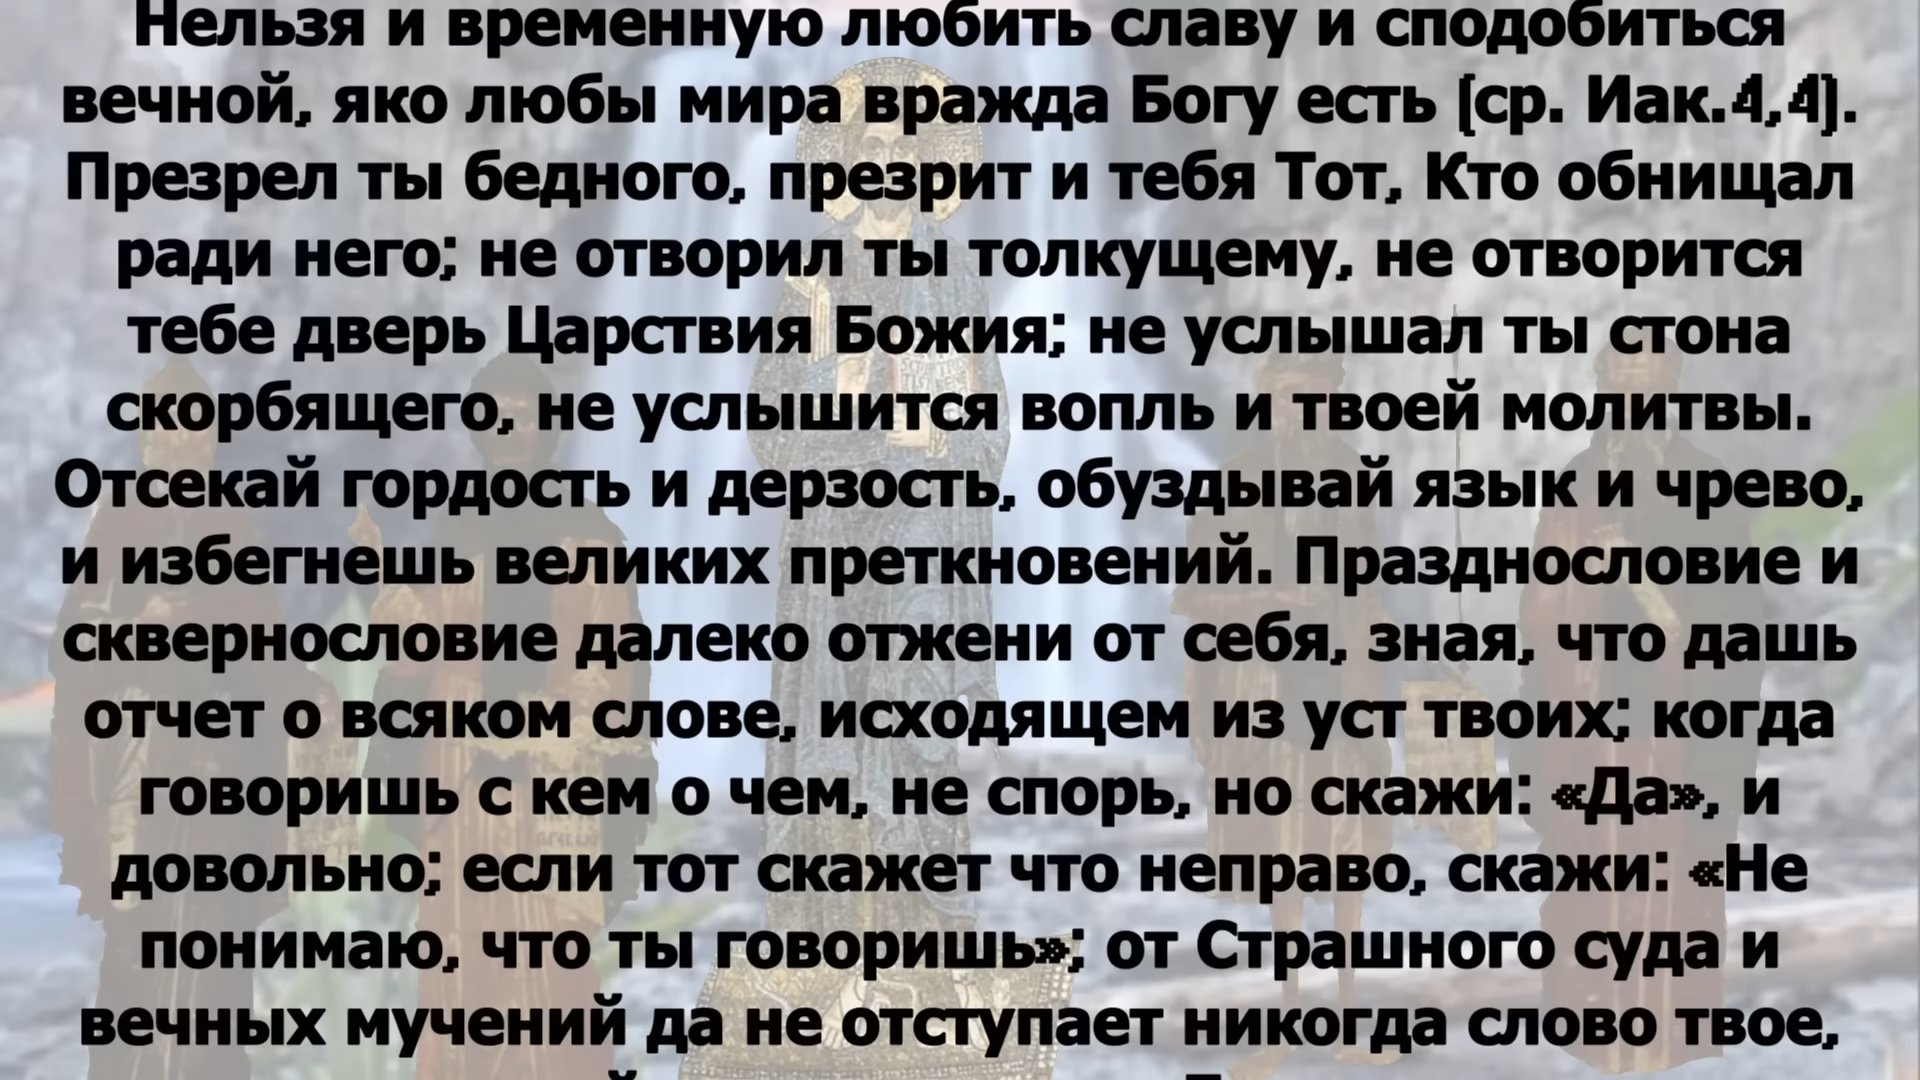 Нельзя и временную любить славу и сподобиться
вечной, яко любы мира вражда Богу есть [ср. Иак.4,4].
Презрел ты бедного, презрит и тебя Тот, Кто обнищал
ради него; не отворил ты толкущему, не отворится
тебе дверь Царствия Божия; не услышал ты стона
скорбящего, не услышится вопль и твоей молитвы.
Отсекай гордость и дерзость, обуздывай язык и чрево,
и избегнешь великих преткновений. Празднословие и
сквернословие далеко отжени от себя, зная, что дашь
отчет о всяком слове, исходящем из уст твоих; когда
говоришь с кем о чем, не спорь, но скажи: «Да», и
довольно; если тот скажет что неправо, скажи: «Не
понимаю, что ты говоришь»; от Страшного суда и
вечных мучений да не отступает никогда слово твое,